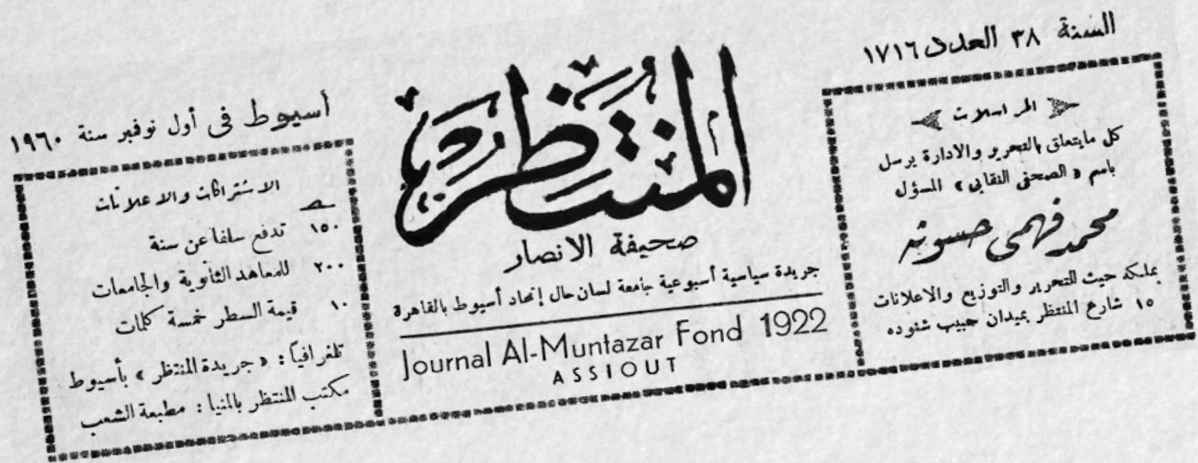 السنة ٣٨ العدد ١٧١٦
المراسلات
كل مايتعلق بالتحرير والادارة يرسل
باسم «الصحفى النقابى» المسؤل
محمد فهمى حسونه
بملكه حيث التحرير والتوزيع والاعلانات
١٥ شارع المنتظر بميدان حبيب شنوده
المنتظر
صحيفة الانصار
جريدة سياسية أسبوعية جامعة لسان حال إتحاد أسيوط بالقاهرة
Journal Al-Muntazar Fond 1922
ASSIOUT
أسيوط فى أول نوفمبر سنة ١٩٦٠
الاشتراكات والاعلانات
١٥٠ تدفع سلفا عن سنة
٢٠٠ للمعاهد الثانوية والجامعات
١٠ قيمة السطر خمسة كلمات
تلغرافيا : « جريدة المنتظر » بأسيوط
مكتب المنتظر بالمنيا : مطبعة الشعب